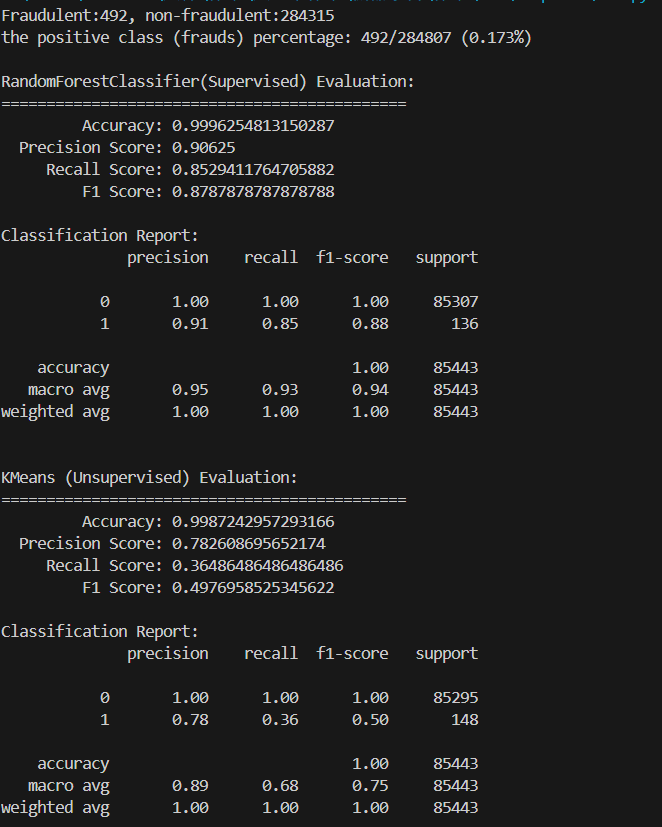 Fraudulent:492, non-fraudulent:284315
the positive class (frauds) percentage: 492/284807 (0.173%)
RandomForestClassifier(Supervised) Evaluation:
=============================================
Accuracy: 0.9996254813150287
Precision Score: 0.90625
Recall Score: 0.8529411764705882
F1 Score: 0.8787878787878788
Classification Report:
precision recall f1-score support
0 1.00 1.00 1.00 85307
1 0.91 0.85 0.88 136
accuracy 1.00 85443
macro avg 0.95 0.93 0.94 85443
weighted avg 1.00 1.00 1.00 85443
KMeans (Unsupervised) Evaluation:
=============================================
Accuracy: 0.9987242957293166
Precision Score: 0.782608695652174
Recall Score: 0.36486486486486486
F1 Score: 0.4976958525345622
Classification Report:
precision recall f1-score support
0 1.00 1.00 1.00 85295
1 0.78 0.36 0.50 148
accuracy 1.00 85443
macro avg 0.89 0.68 0.75 85443
weighted avg 1.00 1.00 1.00 85443